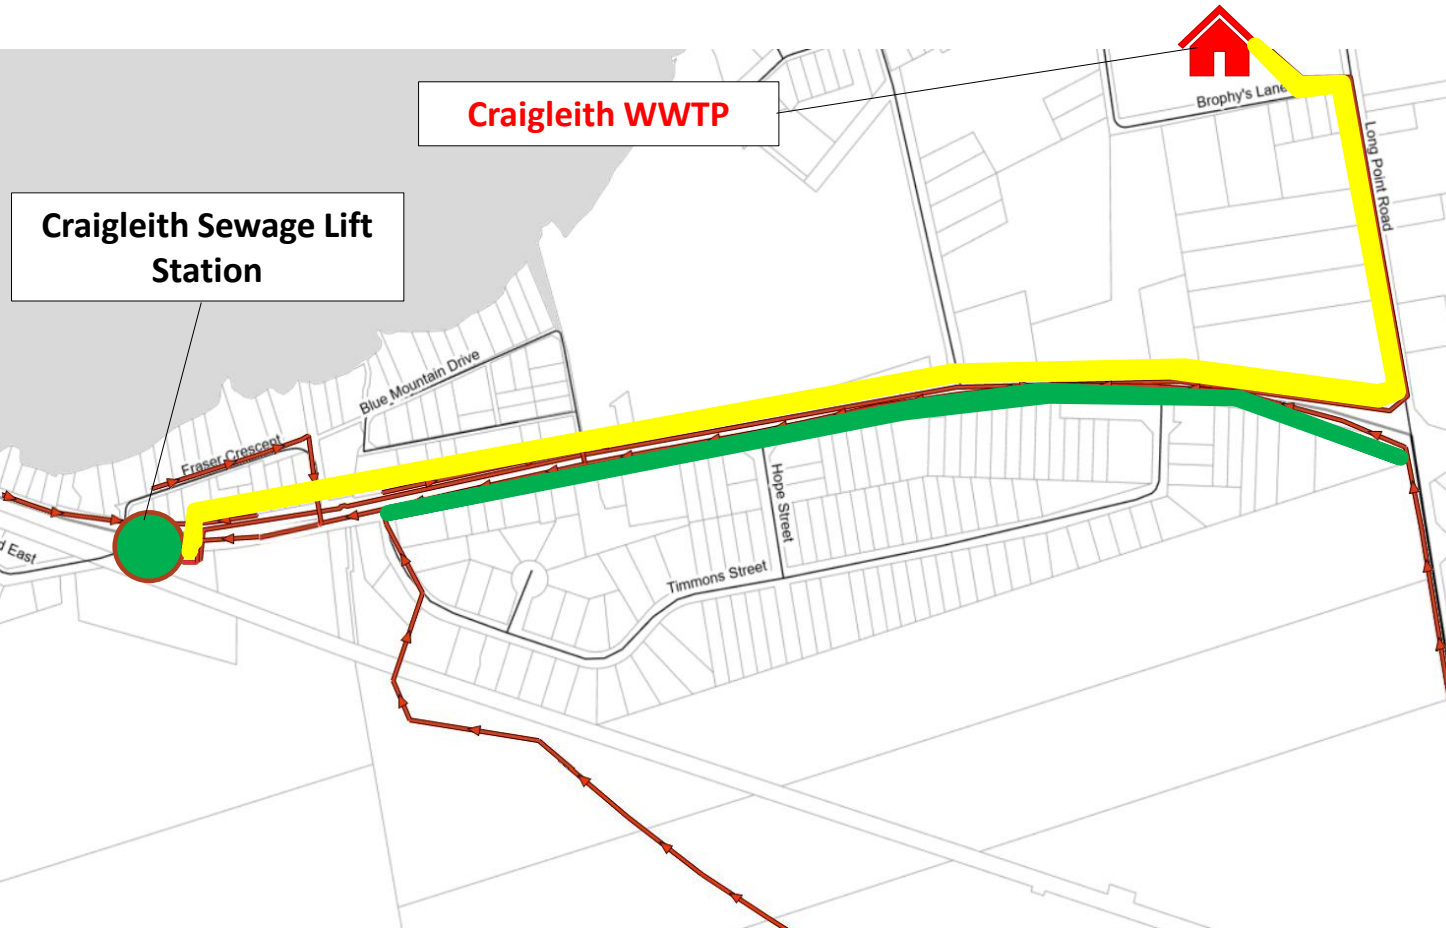 Craigleith WWTP
Brophy's Lane
Long Point Road
Craigleith Sewage Lift
Station
Blue Mountain Drive
Fraser Crescent
d East
Hope Street
Timmons Street